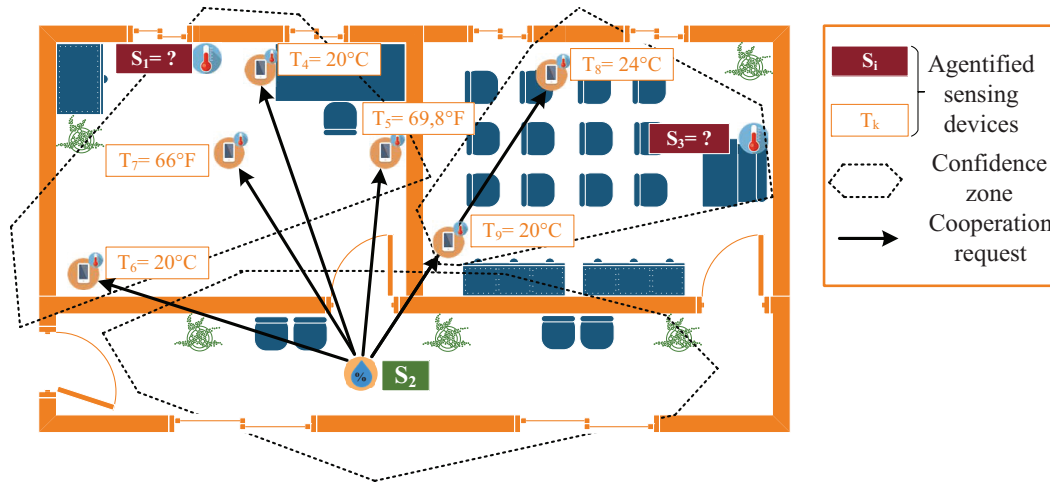 S1= ?
T4= 20°C
T5= 69,8°F
T7= 66°F
T6= 20°C
T8= 24°C
S3= ?
T9= 20°C
%
S2
Si
Tk
Agentified
sensing
devices
Confidence
zone
Cooperation
request